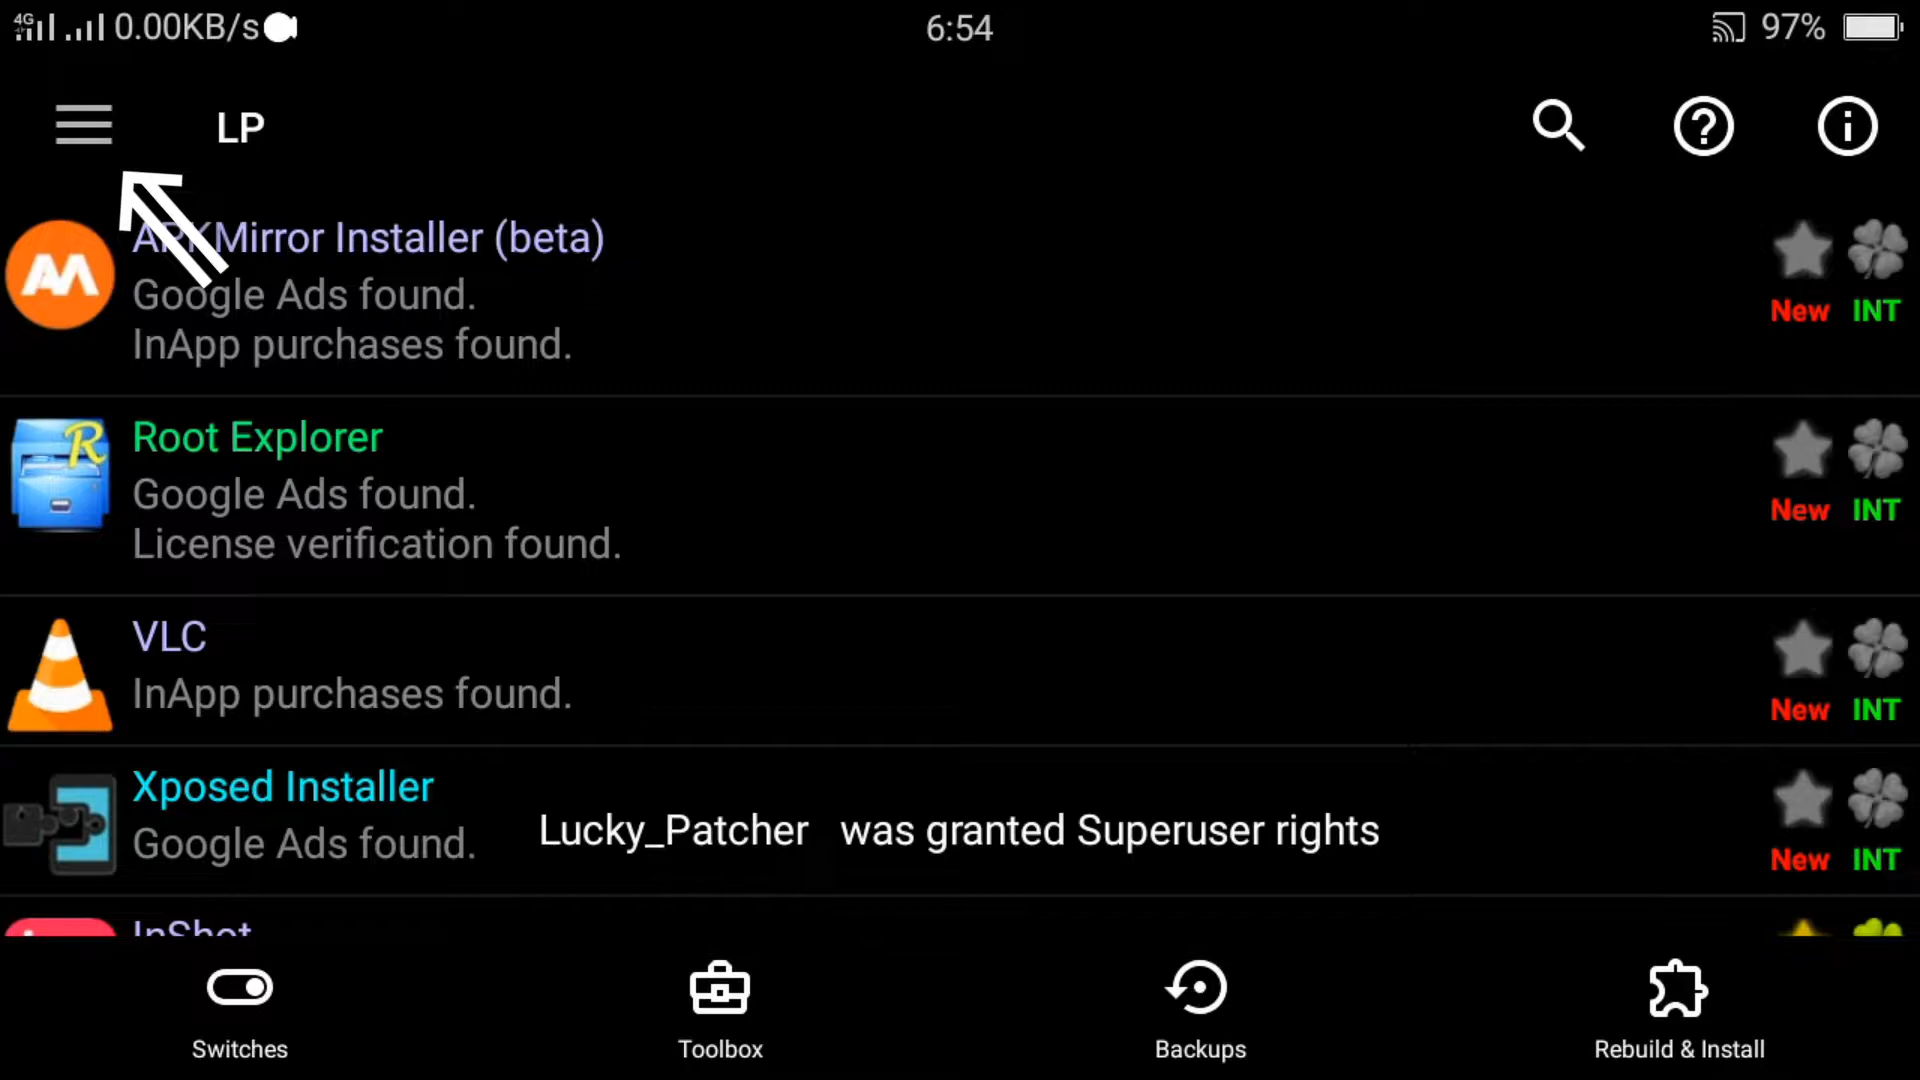 4G 0.00KB/s 6:54 97%
LP
APKMirror Installer (beta)
Google Ads found.
InApp purchases found.
New INT
Root Explorer
Google Ads found.
License verification found.
New INT
VLC
InApp purchases found.
New INT
Xposed Installer
Google Ads found.
New INT
Lucky_Patcher was granted Superuser rights
InShot
Switches
Toolbox
Backups
Rebuild & Install